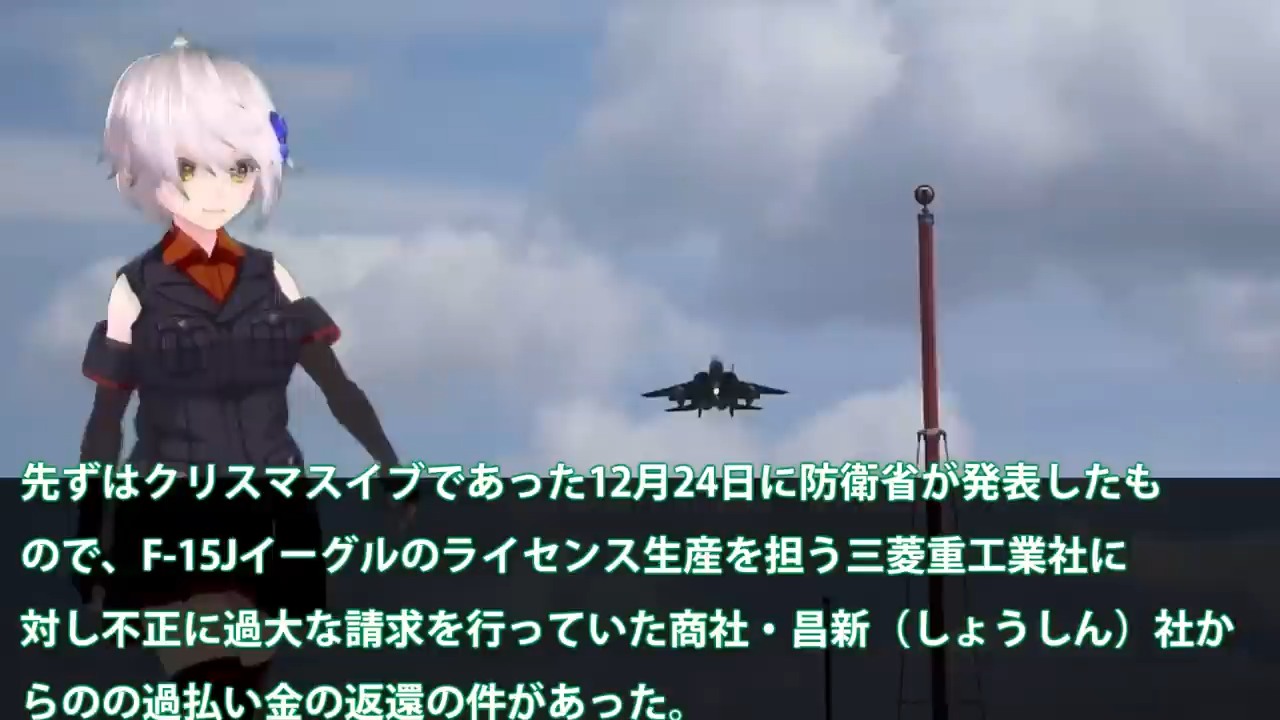 先ずはクリスマスイブであった12月24日に防衛省が発表したも
ので、F-15Jイーグルのライセンス生産を担う三菱重工業社に
対し不正に過大な請求を行っていた商社・昌新（しょうしん）社か
らのの過払い金の返還の件があった。